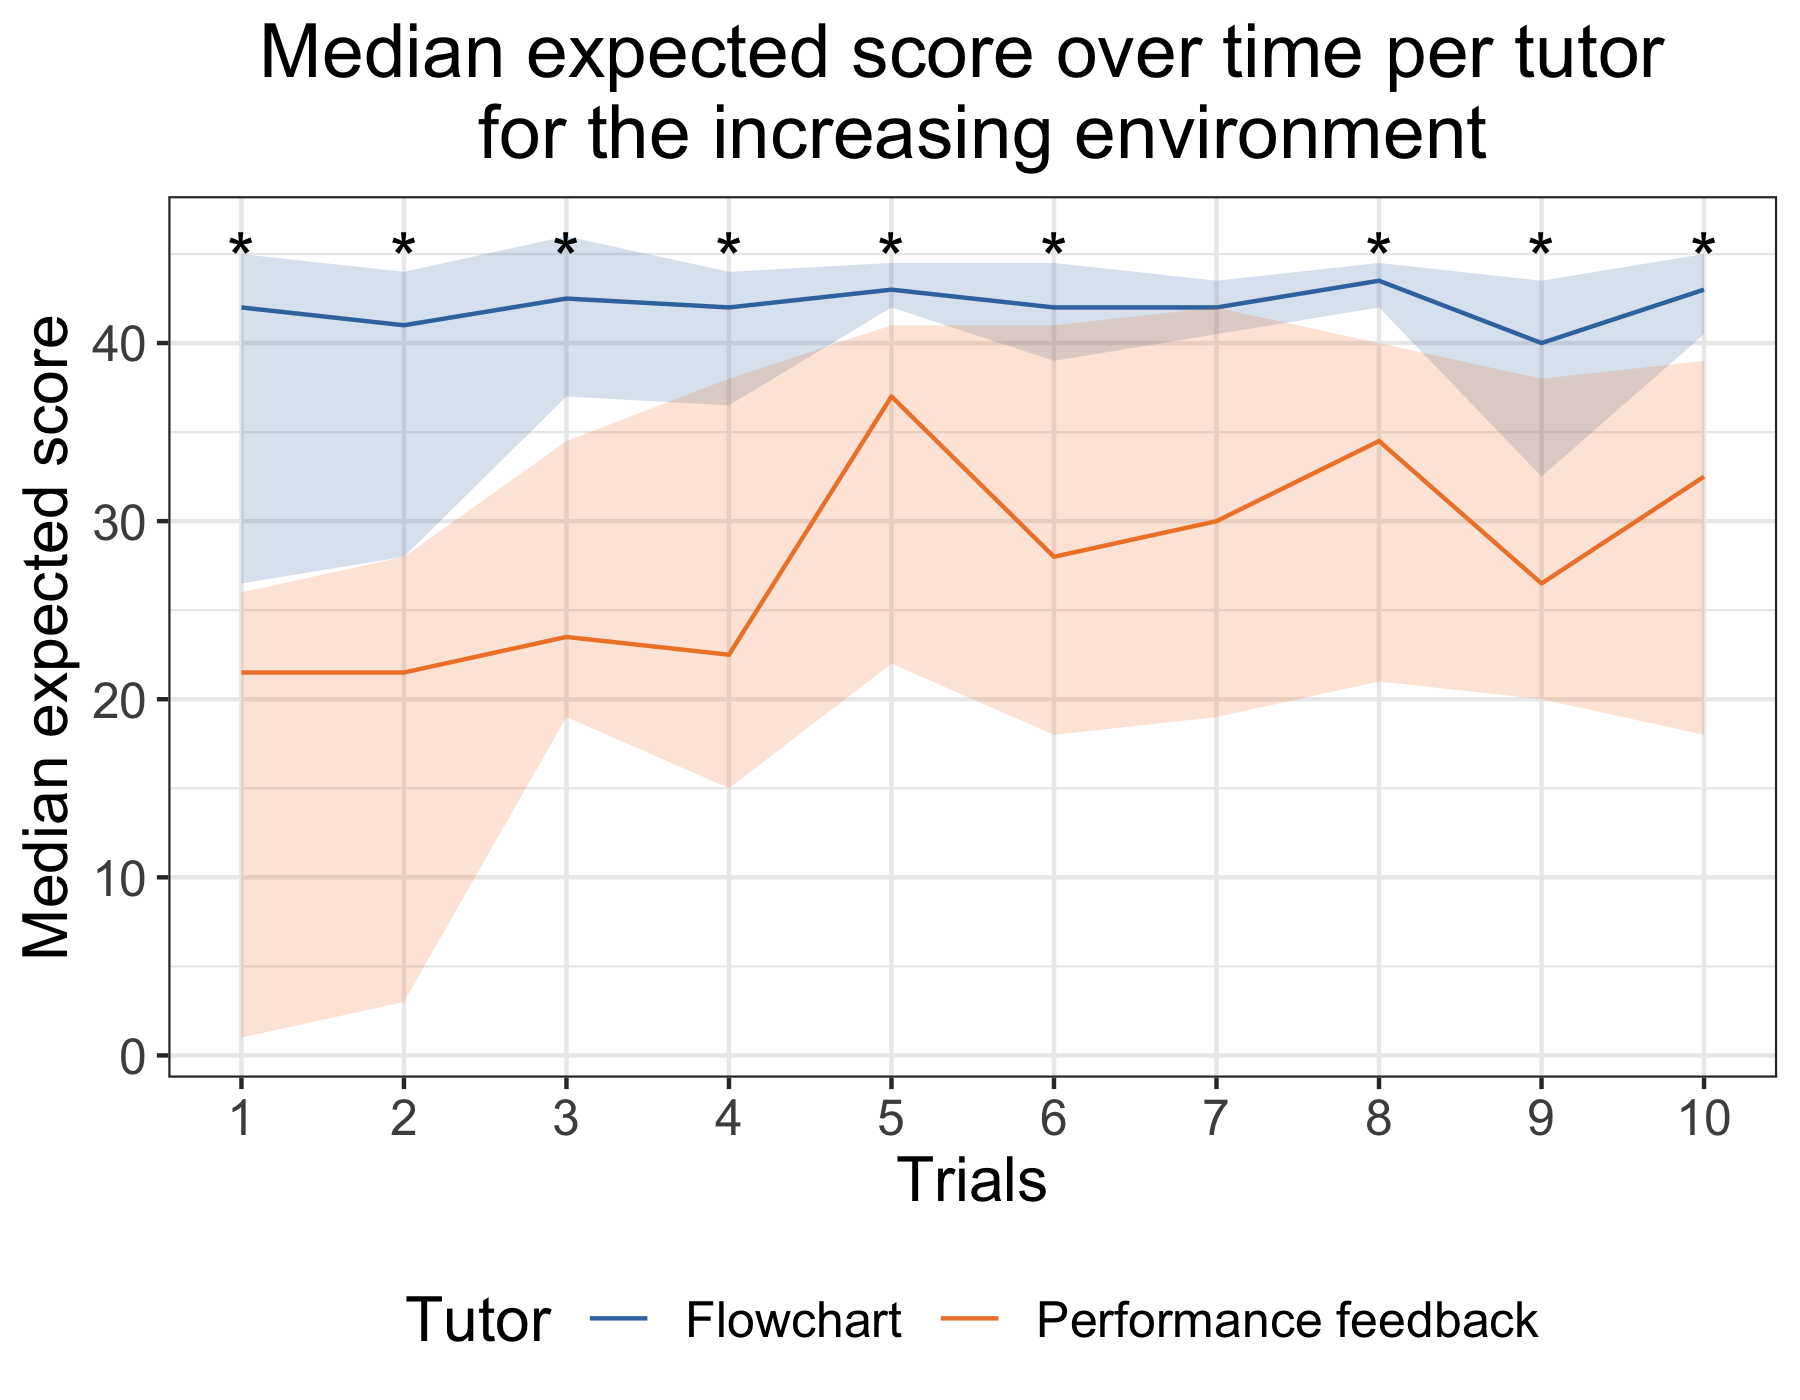 Median expected score over time per tutor
for the increasing environment
* * * * * * * * *
Median expected score
40
30
20
10
0
1 2 3 4 5 6 7 8 9 10
Trials
Tutor Flowchart Performance feedback